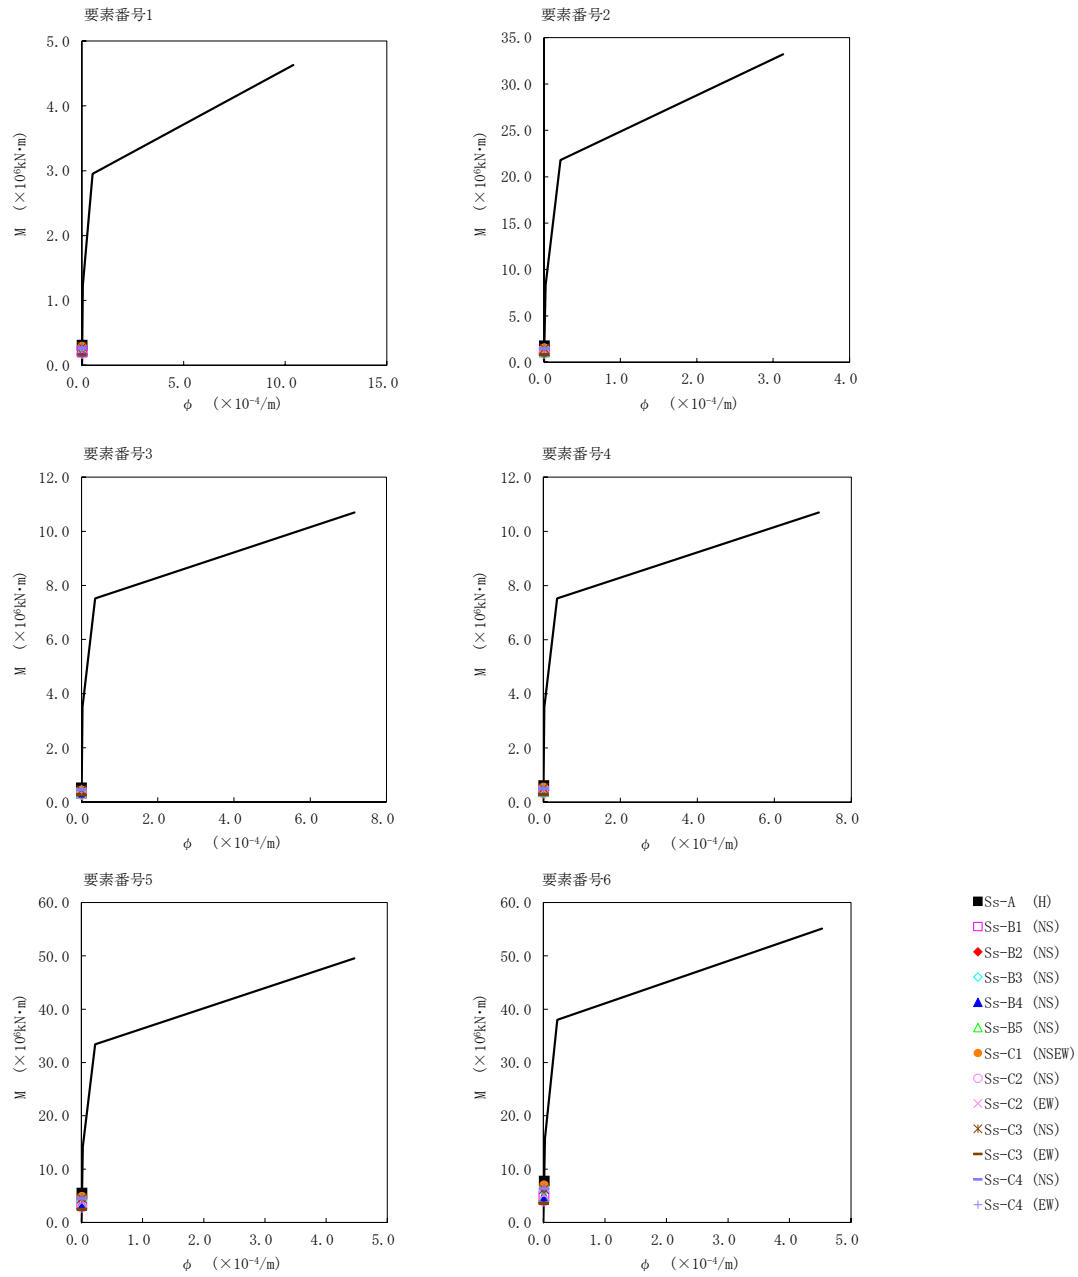 要素番号1
5.0
4.0
3.0
2.0
1.0
0.0
M (×10⁶kN・m)
0.0 5.0 10.0 15.0
φ (×10⁻⁴/m)
要素番号2
35.0
30.0
25.0
20.0
15.0
10.0
5.0
0.0
M (×10⁶kN・m)
0.0 1.0 2.0 3.0 4.0
φ (×10⁻⁴/m)
要素番号3
12.0
10.0
8.0
6.0
4.0
2.0
0.0
M (×10⁶kN・m)
0.0 2.0 4.0 6.0 8.0
φ (×10⁻⁴/m)
要素番号4
12.0
10.0
8.0
6.0
4.0
2.0
0.0
M (×10⁶kN・m)
0.0 2.0 4.0 6.0 8.0
φ (×10⁻⁴/m)
要素番号5
60.0
50.0
40.0
30.0
20.0
10.0
0.0
M (×10⁶kN・m)
0.0 1.0 2.0 3.0 4.0 5.0
φ (×10⁻⁴/m)
要素番号6
60.0
50.0
40.0
30.0
20.0
10.0
0.0
M (×10⁶kN・m)
0.0 1.0 2.0 3.0 4.0 5.0
φ (×10⁻⁴/m)
Ss-A (H)
Ss-B1 (NS)
Ss-B2 (NS)
Ss-B3 (NS)
Ss-B4 (NS)
Ss-B5 (NS)
Ss-C1 (NSEW)
Ss-C2 (NS)
Ss-C2 (EW)
Ss-C3 (NS)
Ss-C3 (EW)
Ss-C4 (NS)
Ss-C4 (EW)